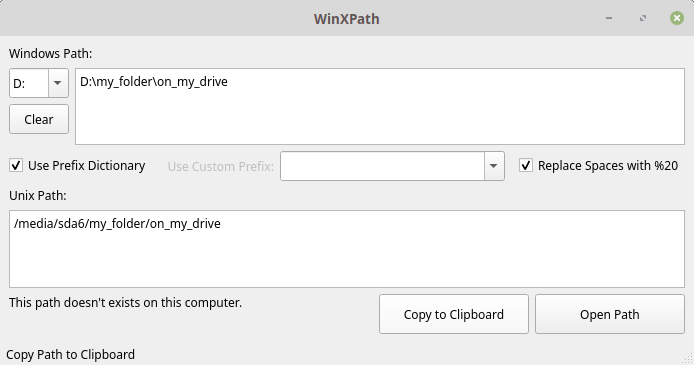 WinXPath
Windows Path:
D:
D:\my_folder\on_my_drive
Clear
Use Prefix Dictionary
Use Custom Prefix:
Replace Spaces with %20
Unix Path:
/media/sda6/my_folder/on_my_drive
This path doesn't exists on this computer.
Copy to Clipboard
Open Path
Copy Path to Clipboard